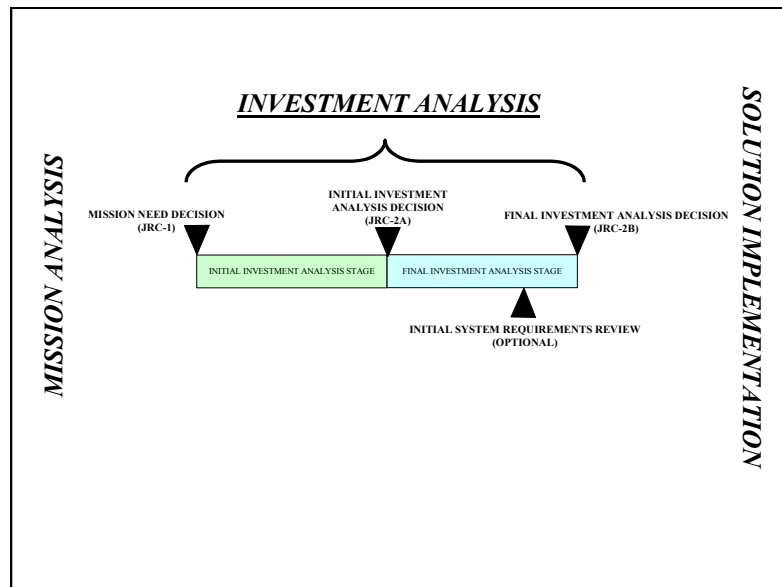 INVESTMENT ANALYSIS
MISSION ANALYSIS
SOLUTION IMPLEMENTATION
MISSION NEED DECISION
(JRC-1)
INITIAL INVESTMENT
ANALYSIS DECISION
(JRC-2A)
FINAL INVESTMENT ANALYSIS DECISION
(JRC-2B)
INITIAL INVESTMENT ANALYSIS STAGE
FINAL INVESTMENT ANALYSIS STAGE
INITIAL SYSTEM REQUIREMENTS REVIEW
(OPTIONAL)